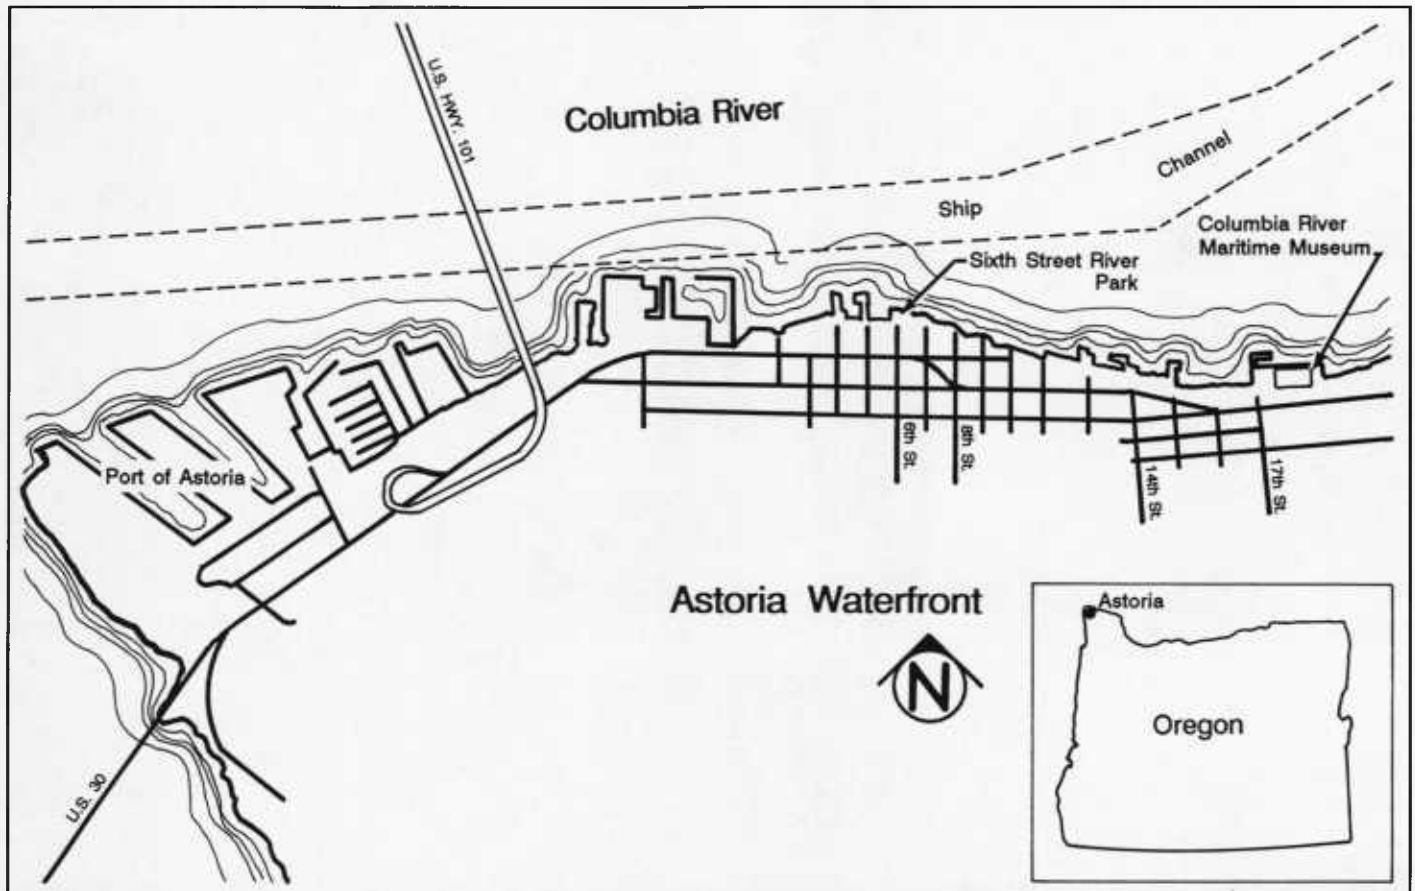 U.S. HWY. 101
Columbia River
Channel
Ship
Columbia River
Maritime Museum
Sixth Street River
Park
Port of Astoria
6th St.
8th St.
14th St.
17th St.
Astoria Waterfront
N
Astoria
Oregon
U.S. 30